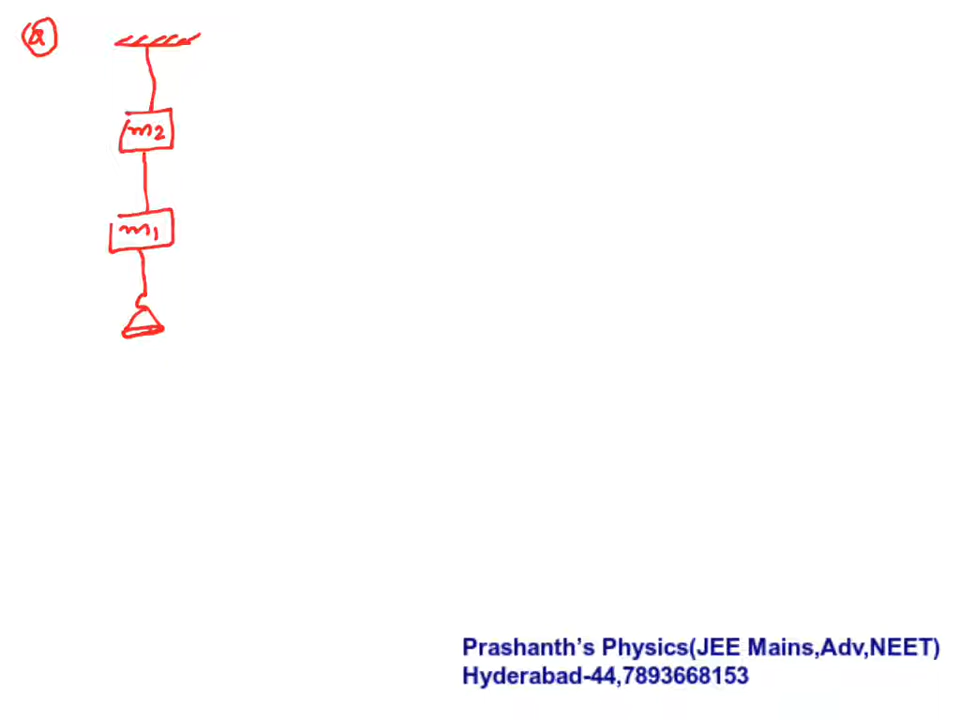 Q
m2
m1
Prashanth's Physics(JEE Mains,Adv,NEET)
Hyderabad-44,7893668153